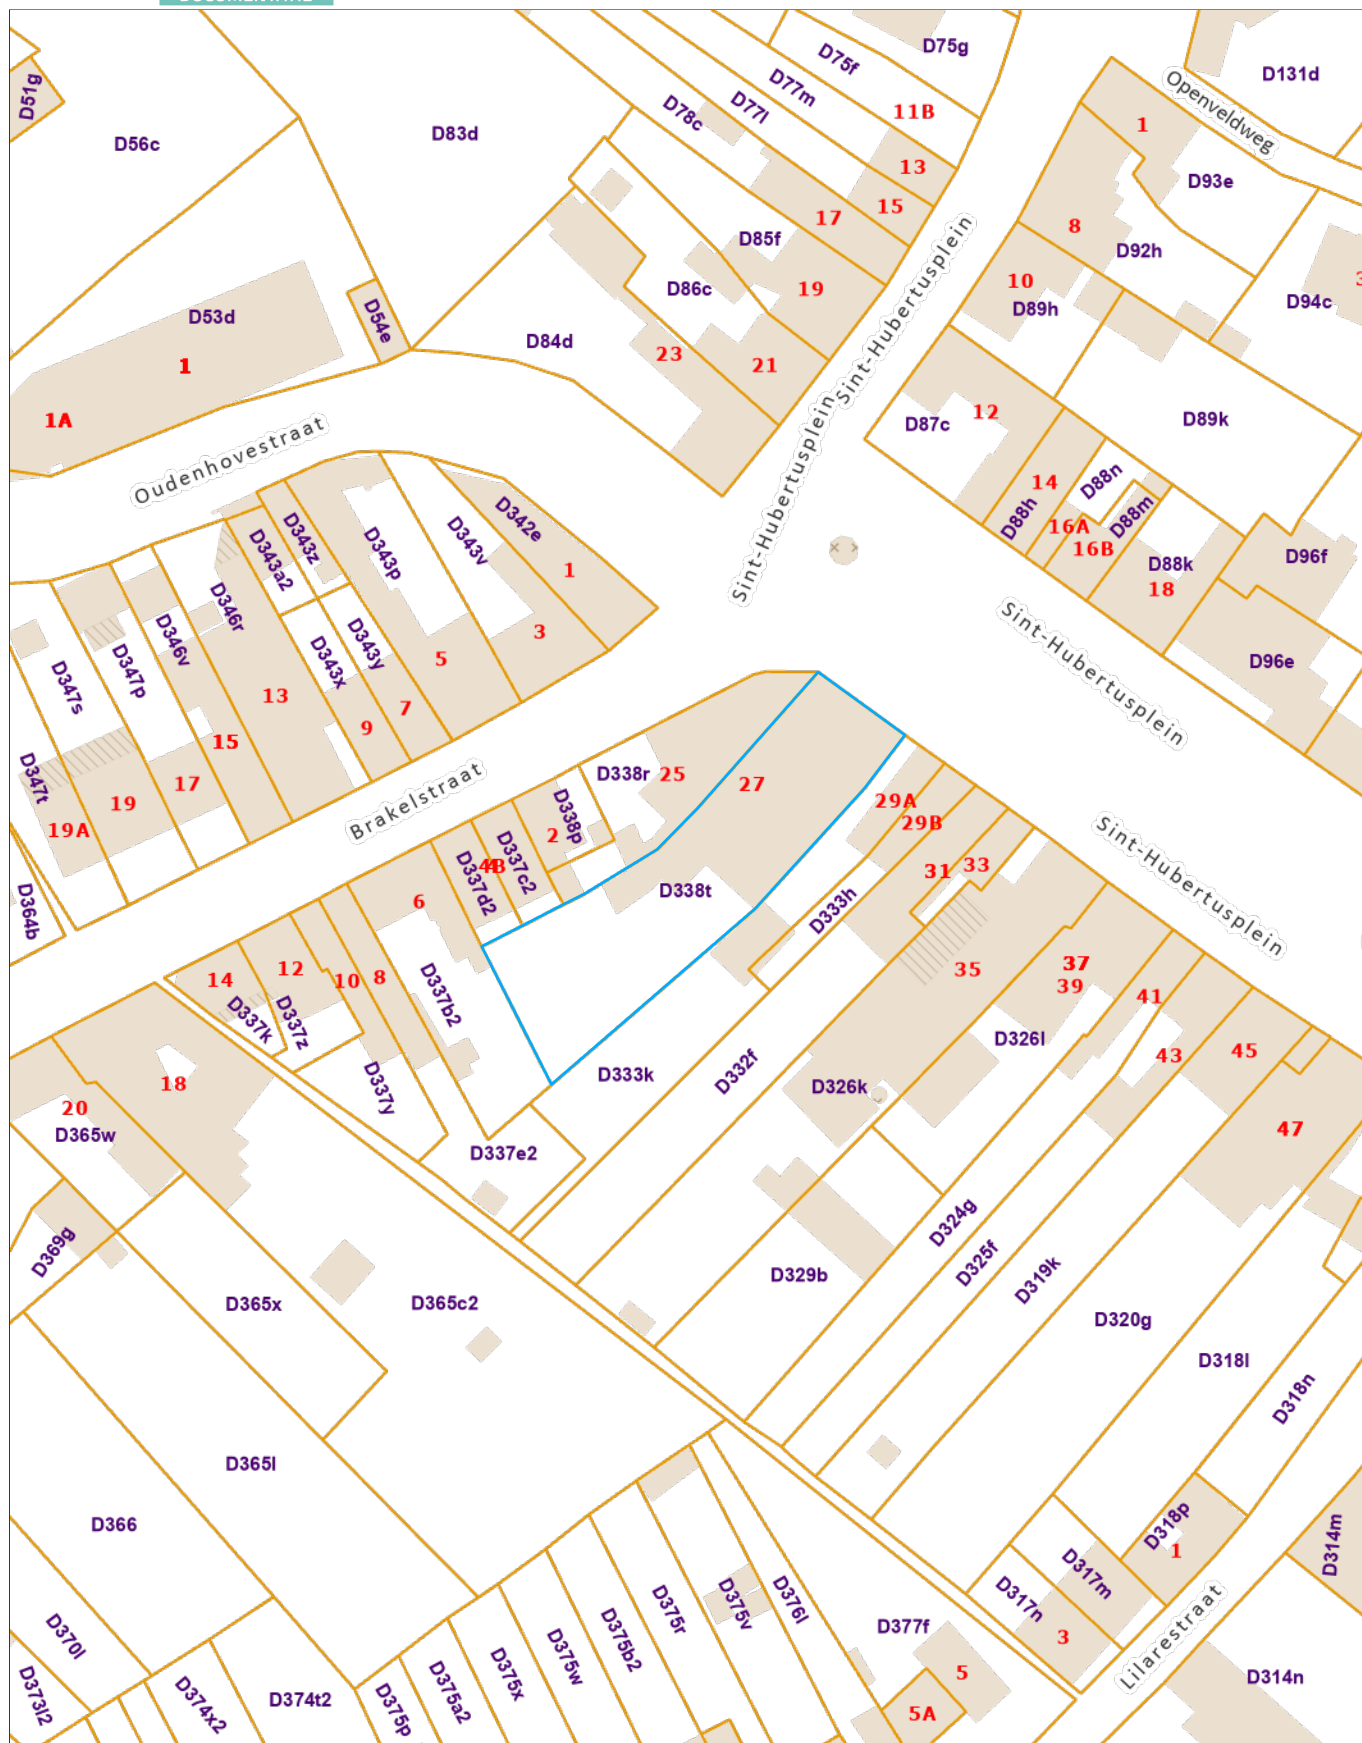 D51g
D56c
D83d
D75g
D75f
D77m
D77l
D78c
11B
13
15
17
D131d
Openveldweg
1
D93e
8
D92h
10
D89h
D94c
3
D85f
D86c
19
D84d
23
21
D53d
1
1A
D54e
Oudenhovestraat
Sint-Hubertusplein
Sint-Hubertusplein
D87c
12
D89k
14
D88n
D88h
16A
16B
D88m
D88k
18
D96f
D96e
D342e
1
D343v
3
D343p
5
D343z
D343a2
D343y
D343x
7
9
D346r
13
D346v
15
D347p
17
D347s
19
D347t
19A
D364b
Brakelstraat
Sint-Hubertusplein
Sint-Hubertusplein
D338r
25
27
D338p
2
D337c2
4B
D337d2
6
D338t
29A
29B
31
33
D333h
35
37
39
41
43
45
47
14
12
10
8
D337k
D337z
D337b2
D337y
D333k
D332f
D326k
D326l
18
20
D365w
D337e2
D369g
D365x
D365c2
D329b
D324g
D325f
D319k
D320g
D318l
D318n
D365l
D366
D318p
1
D314m
D317m
D317n
3
D370l
D373l2
D374x2
D374t2
D375p
D375a2
D375x
D375w
D375b2
D375r
D375v
D376l
D377f
5
5A
Lilarestraat
D314n